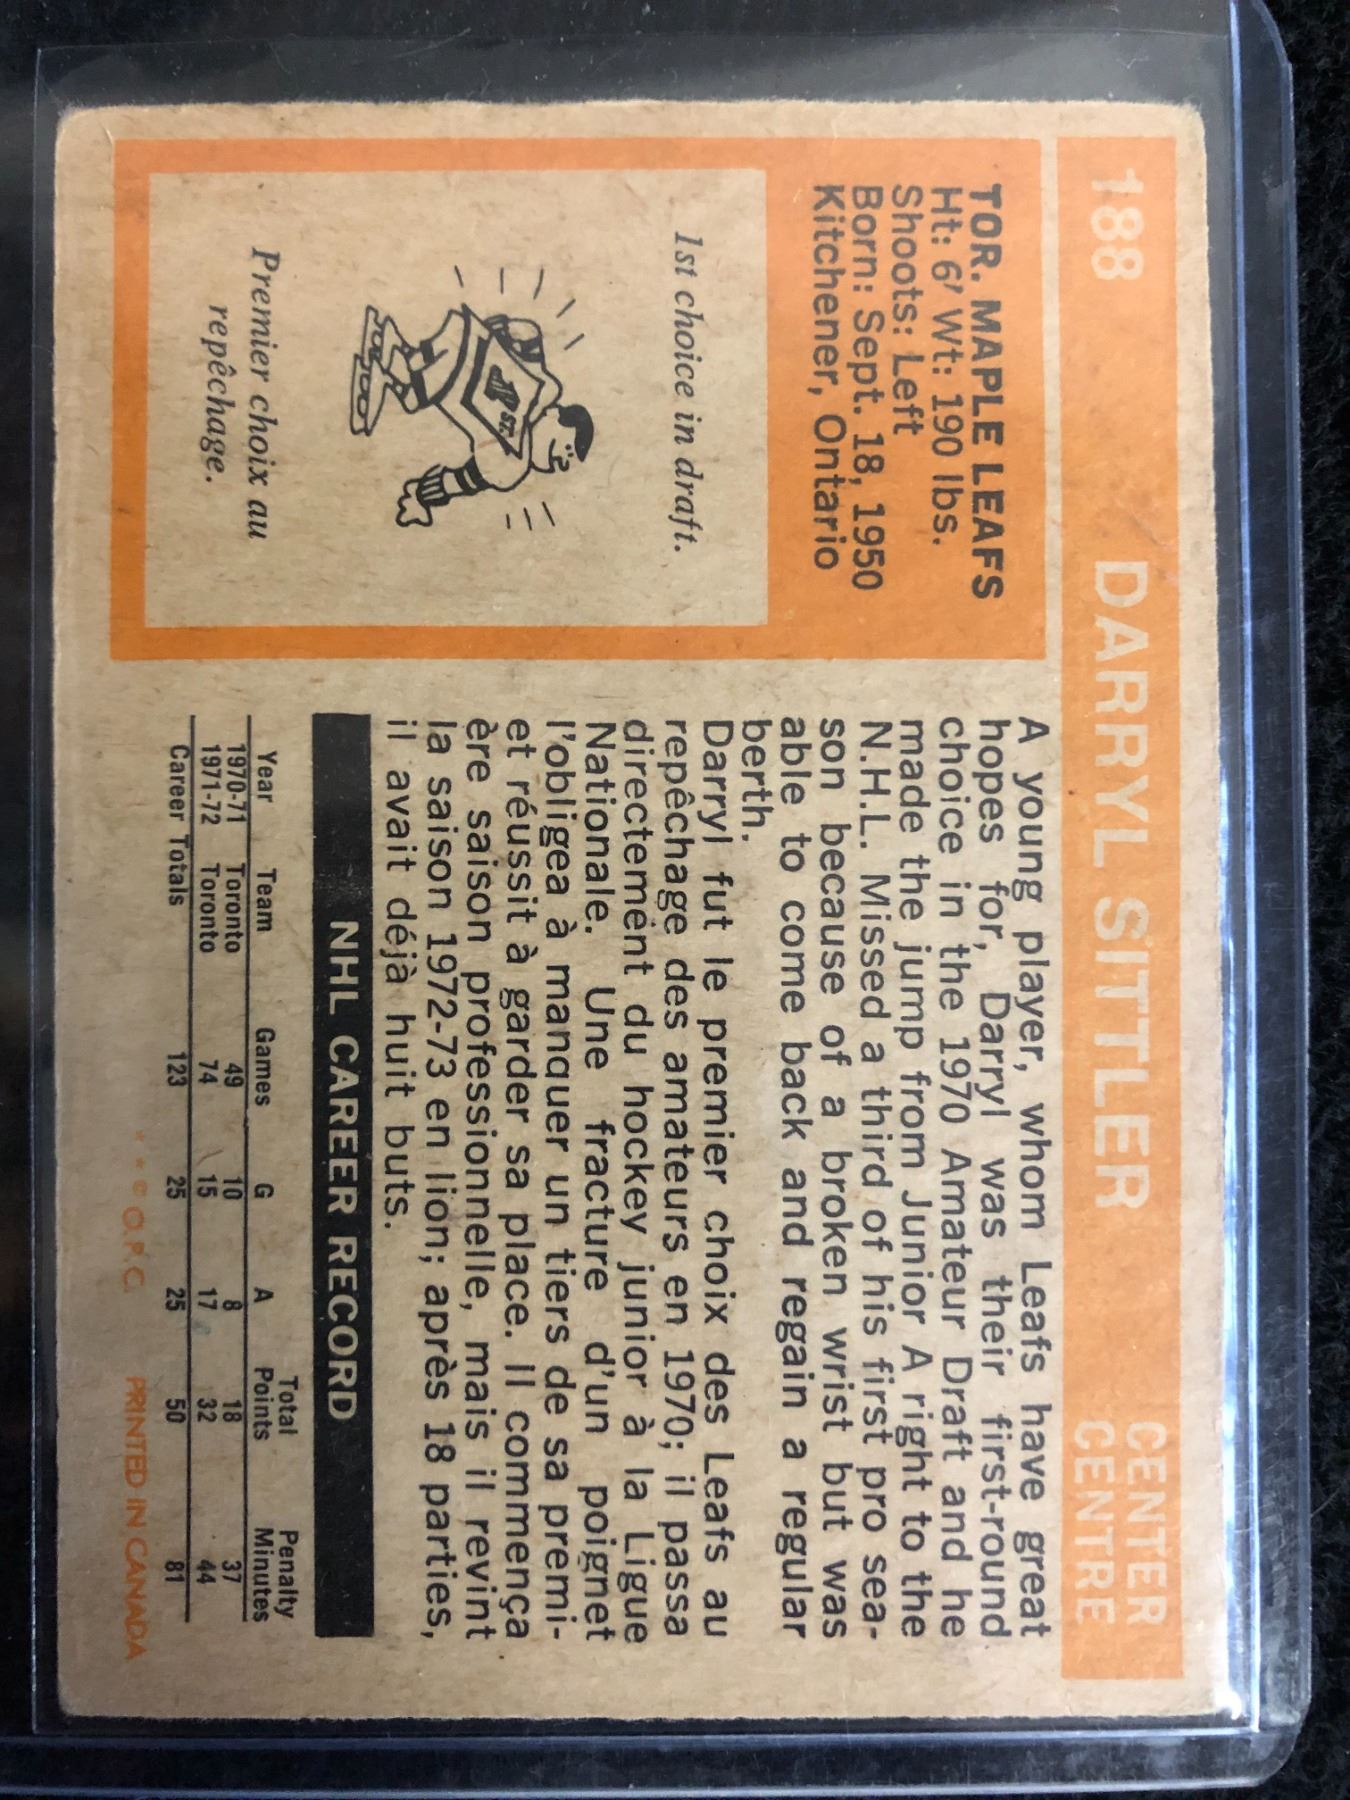 188 DARRYL SITTLER CENTER
CENTRE
TOR. MAPLE LEAFS
Ht: 6' Wt: 190 lbs.
Shoots: Left
Born: Sept. 18, 1950
Kitchener, Ontario
1st choice in draft.
Premier choix au
repêchage.
A young player, whom Leafs have great
hopes for, Darryl was their first-round
choice in the 1970 Amateur Draft and he
made the jump from Junior A right to the
N.H.L. Missed a third of his first pro sea-
son because of a broken wrist but was
able to come back and regain a regular
berth.
Darryl fut le premier choix des Leafs au
repêchage des amateurs en 1970; il passa
directement du hockey junior à la Ligue
Nationale. Une fracture d'un poignet
l'obligea à manquer un tiers de sa premi-
ère saison professionnelle, mais il revint
et réussit à garder sa place. Il commença
la saison 1972-73 en lion; après 18 parties,
il avait déjà huit buts.
NHL CAREER RECORD
Year Team Games G A Total Points Penalty Minutes
1970-71 Toronto 49 10 8 18 37
1971-72 Toronto 74 15 17 32 44
Career Totals 123 25 25 50 81
* * © O.P.C. PRINTED IN CANADA